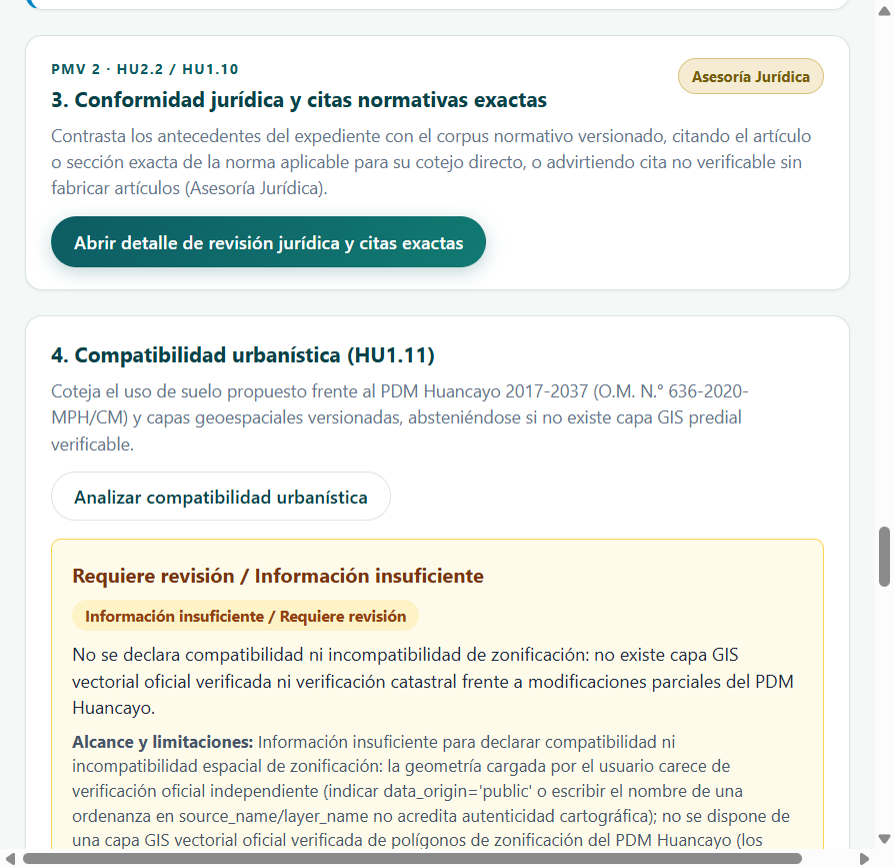 PMV 2 · HU2.2 / HU1.10
Asesoría Jurídica
3. Conformidad jurídica y citas normativas exactas
Contrasta los antecedentes del expediente con el corpus normativo versionado, citando el artículo
o sección exacta de la norma aplicable para su cotejo directo, o advirtiendo cita no verificable sin
fabricar artículos (Asesoría Jurídica).
Abrir detalle de revisión jurídica y citas exactas
4. Compatibilidad urbanística (HU1.11)
Coteja el uso de suelo propuesto frente al PDM Huancayo 2017-2037 (O.M. N.° 636-2020-
MPH/CM) y capas geoespaciales versionadas, absteniéndose si no existe capa GIS predial
verificable.
Analizar compatibilidad urbanística
Requiere revisión / Información insuficiente
Información insuficiente / Requiere revisión
No se declara compatibilidad ni incompatibilidad de zonificación: no existe capa GIS
vectorial oficial verificada ni verificación catastral frente a modificaciones parciales del PDM
Huancayo.
Alcance y limitaciones: Información insuficiente para declarar compatibilidad ni
incompatibilidad espacial de zonificación: la geometría cargada por el usuario carece de
verificación oficial independiente (indicar data_origin='public' o escribir el nombre de una
ordenanza en source_name/layer_name no acredita autenticidad cartográfica); no se dispone de
una capa GIS vectorial oficial verificada de polígonos de zonificación del PDM Huancayo (los